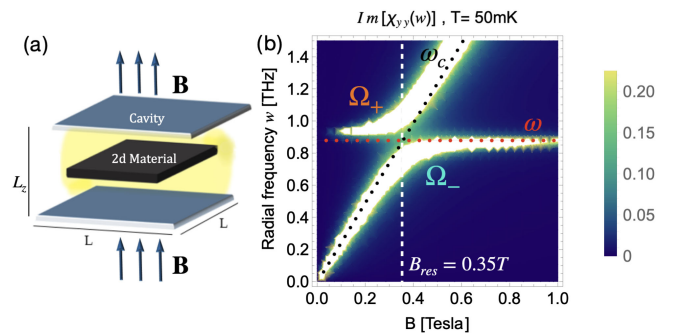 (a)
B
Cavity
2d Material
L_z
L
L
B
(b)
Im[χ_yy(w)] , T= 50mK
Radial frequency w [THz]
1.4
1.2
1.0
0.8
0.6
0.4
0.2
0.0
ω_c
Ω_+
ω
Ω_−
B_res = 0.35T
0.0 0.2 0.4 0.6 0.8 1.0
B [Tesla]
0.20
0.15
0.10
0.05
0